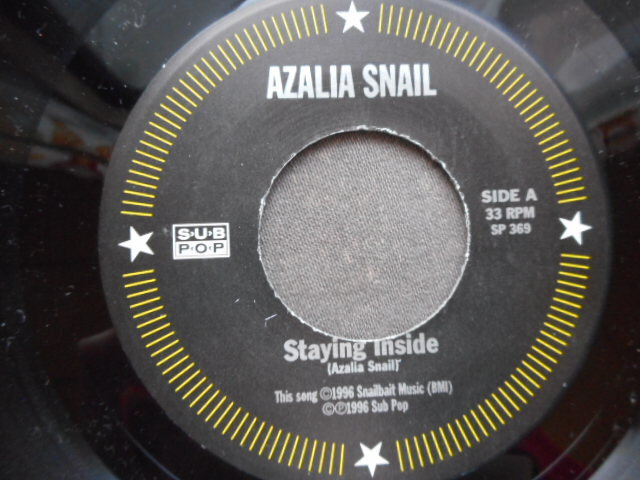 AZALIA SNAIL
SIDE A
33 RPM
SP 369
S·U·B
P·O·P
Staying Inside
(Azalia Snail)
This song ©1996 Snailbait Music (BMI)
©℗1996 Sub Pop